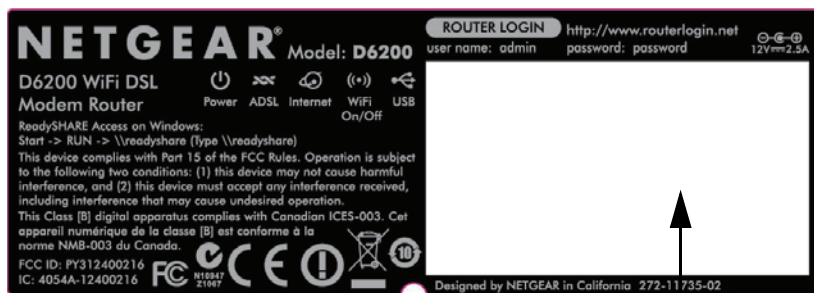 NETGEAR® Model: D6200
D6200 WiFi DSL
Modem Router
Power ADSL Internet WiFi On/Off USB
ReadySHARE Access on Windows:
Start -> RUN -> \\readyshare (Type \\readyshare)
This device complies with Part 15 of the FCC Rules. Operation is subject
to the following two conditions: (1) this device may not cause harmful
interference, and (2) this device must accept any interference received,
including interference that may cause undesired operation.
This Class [B] digital apparatus complies with Canadian ICES-003. Cet
appareil numérique de la classe [B] est conforme à la
norme NMB-003 du Canada.
FCC ID: PY312400216
IC: 4054A-12400216
FC
N10947
Z1067
CE
10
ROUTER LOGIN http://www.routerlogin.net
user name: admin password: password
12V⎓2.5A
Designed by NETGEAR in California 272-11735-02